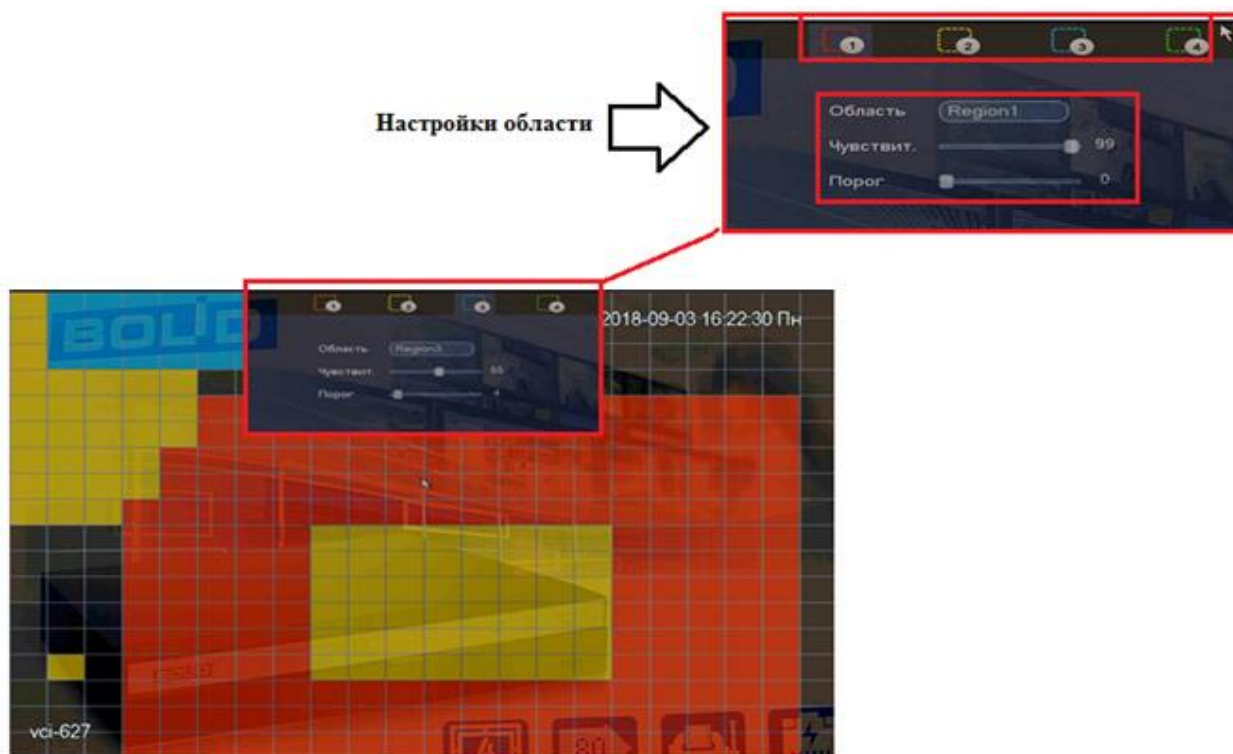 1 2 3 4
Настройки области
Область Region1
Чувствит. 99
Порог 0
BOLID
2018-09-03 16:22:30 Пн
Область Region3
Чувствит.
Порог
vci-627